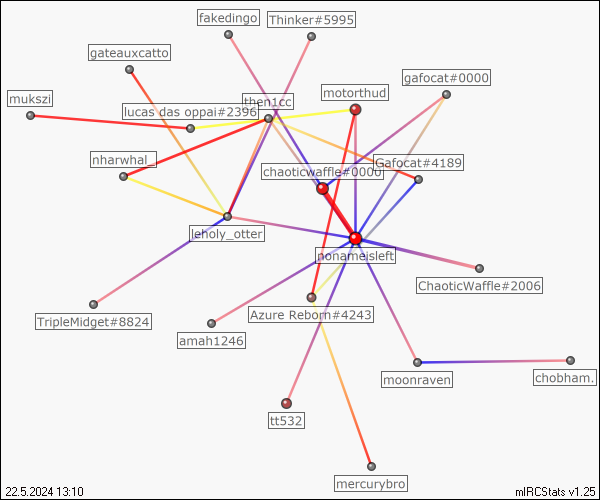 fakedingo
Thinker#5995
gateauxcatto
gafocat#0000
motorthud
mukszi
then1cc
lucas das oppai#2396
nharwhal_
Gafocat#4189
chaoticwaffle#0000
leholy_otter
nonameisleft
ChaoticWaffle#2006
Azure Reborn#4243
TripleMidget#8824
amah1246
moonraven
chobham.
tt532
mercurybro
22.5.2024 13:10
mIRCStats v1.25